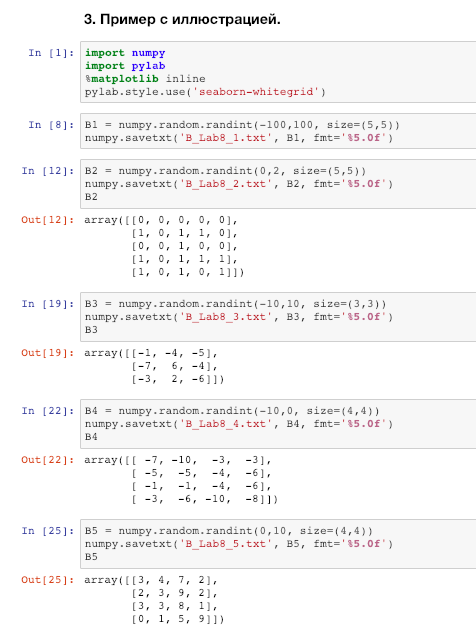 3. Пример с иллюстрацией.
In [1]: import numpy
import pylab
%matplotlib inline
pylab.style.use('seaborn-whitegrid')
In [8]: B1 = numpy.random.randint(-100,100, size=(5,5))
numpy.savetxt('B_Lab8_1.txt', B1, fmt='%5.0f')
In [12]: B2 = numpy.random.randint(0,2, size=(5,5))
numpy.savetxt('B_Lab8_2.txt', B2, fmt='%5.0f')
B2
Out[12]: array([[0, 0, 0, 0, 0],
[1, 0, 1, 1, 0],
[0, 0, 1, 0, 0],
[1, 0, 1, 1, 1],
[1, 0, 1, 0, 1]])
In [19]: B3 = numpy.random.randint(-10,10, size=(3,3))
numpy.savetxt('B_Lab8_3.txt', B3, fmt='%5.0f')
B3
Out[19]: array([[-1, -4, -5],
[-7, 6, -4],
[-3, 2, -6]])
In [22]: B4 = numpy.random.randint(-10,0, size=(4,4))
numpy.savetxt('B_Lab8_4.txt', B4, fmt='%5.0f')
B4
Out[22]: array([[ -7, -10, -3, -3],
[ -5, -5, -4, -6],
[ -1, -1, -4, -6],
[ -3, -6, -10, -8]])
In [25]: B5 = numpy.random.randint(0,10, size=(4,4))
numpy.savetxt('B_Lab8_5.txt', B5, fmt='%5.0f')
B5
Out[25]: array([[3, 4, 7, 2],
[2, 3, 9, 2],
[3, 3, 8, 1],
[0, 1, 5, 9]])